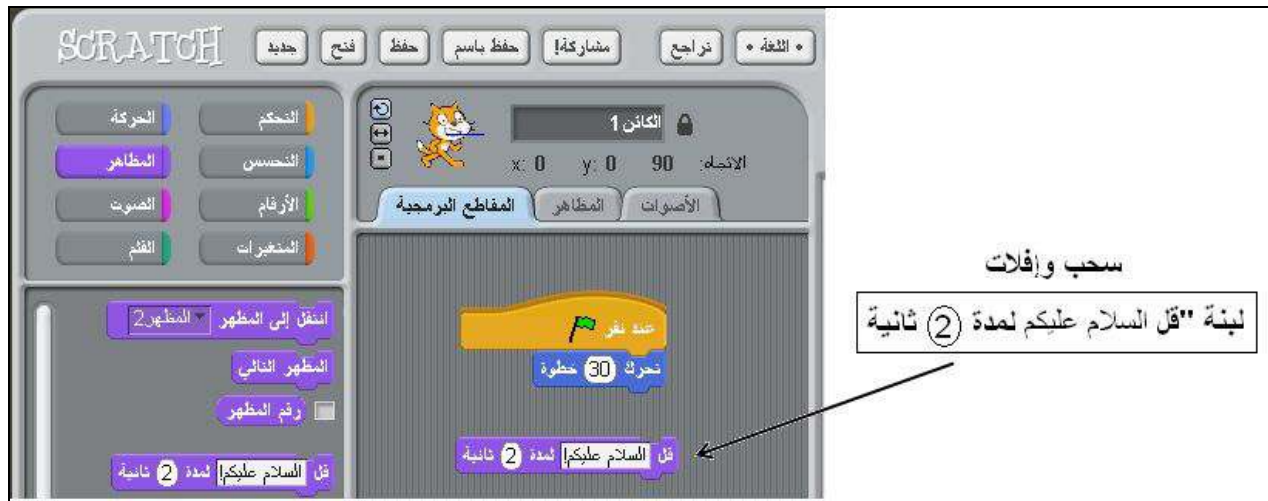 SCRATCH
جديد
فتح
حفظ
حفظ باسم
مشاركة!
تراجع
• اللغة •
الحركة
التحكم
المظاهر
التحسس
الصوت
الأرقام
القلم
المتغيرات
الكائن 1
x: 0 y: 0 90 الاتجاه:
المقاطع البرمجية
المظاهر
الأصوات
انتقل إلى المظهر المظهر2
المظهر التالي
رقم المظهر
قل السلام عليكم! لمدة 2 ثانية
عند نقر
تحرك 30 خطوة
قل السلام عليكم! لمدة 2 ثانية
سحب وإفلات
لبنة "قل السلام عليكم لمدة 2 ثانية